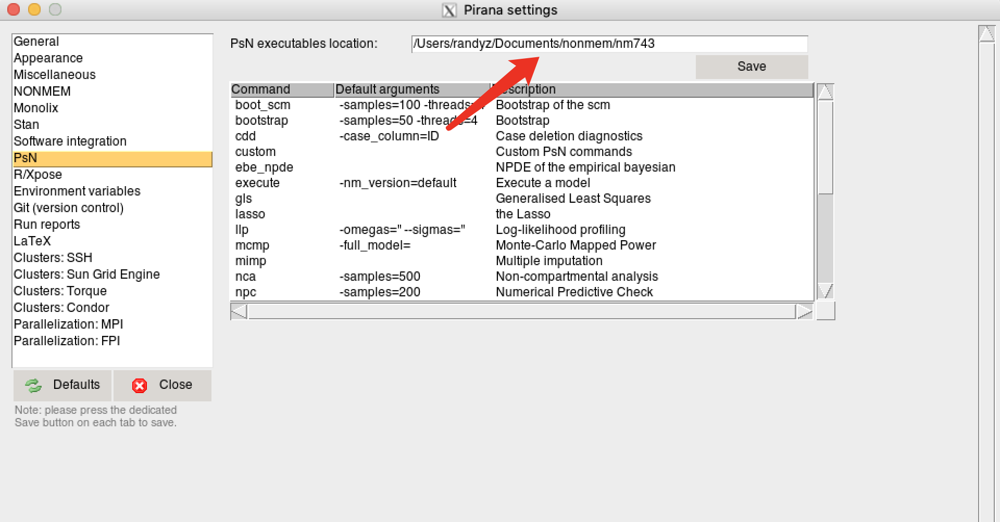 Pirana settings
General
Appearance
Miscellaneous
NONMEM
Monolix
Stan
Software integration
PsN
R/Xpose
Environment variables
Git (version control)
Run reports
LaTeX
Clusters: SSH
Clusters: Sun Grid Engine
Clusters: Torque
Clusters: Condor
Parallelization: MPI
Parallelization: FPI
Defaults Close
Note: please press the dedicated
Save button on each tab to save.
PsN executables location: /Users/randyz/Documents/nonmem/nm743
Save
Command Default arguments Description
boot_scm -samples=100 -threads=4 Bootstrap of the scm
bootstrap -samples=50 -threads=4 Bootstrap
cdd -case_column=ID Case deletion diagnostics
custom Custom PsN commands
ebe_npde NPDE of the empirical bayesian
execute -nm_version=default Execute a model
gls Generalised Least Squares
lasso the Lasso
llp -omegas='' --sigmas='' Log-likelihood profiling
mcmp -full_model= Monte-Carlo Mapped Power
mimp Multiple imputation
nca -samples=500 Non-compartmental analysis
npc -samples=200 Numerical Predictive Check